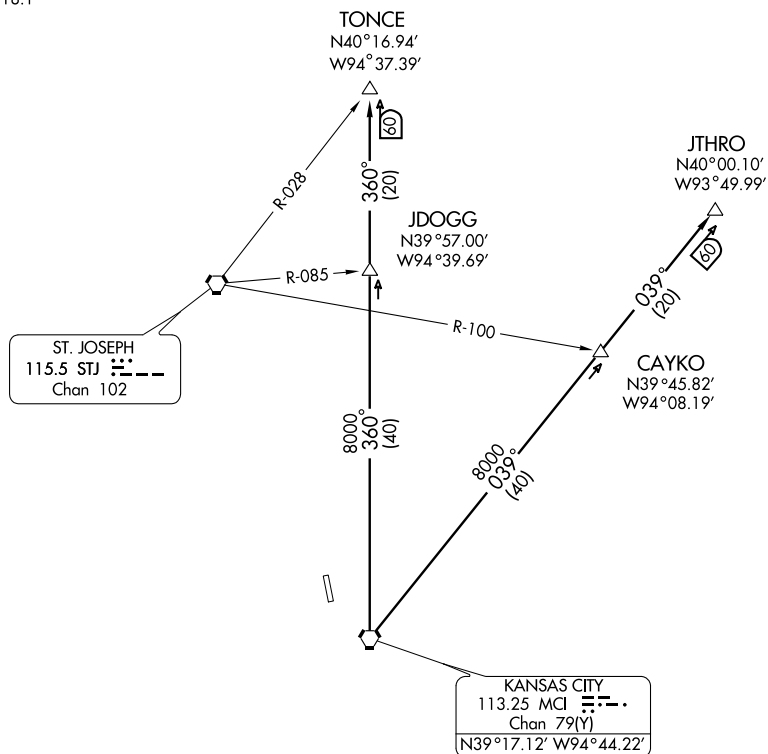 TONCE
N40°16.94'
W94°37.39'
60
JTHRO
N40°00.10'
W93°49.99'
R-028
360°
(20)
JDOGG
N39°57.00'
W94°39.69'
60
039°
(20)
R-085
R-100
ST. JOSEPH
115.5 STJ
Chan 102
CAYKO
N39°45.82'
W94°08.19'
8000
360°
(40)
8000
039°
(40)
KANSAS CITY
113.25 MCI
Chan 79(Y)
N39°17.12' W94°44.22'